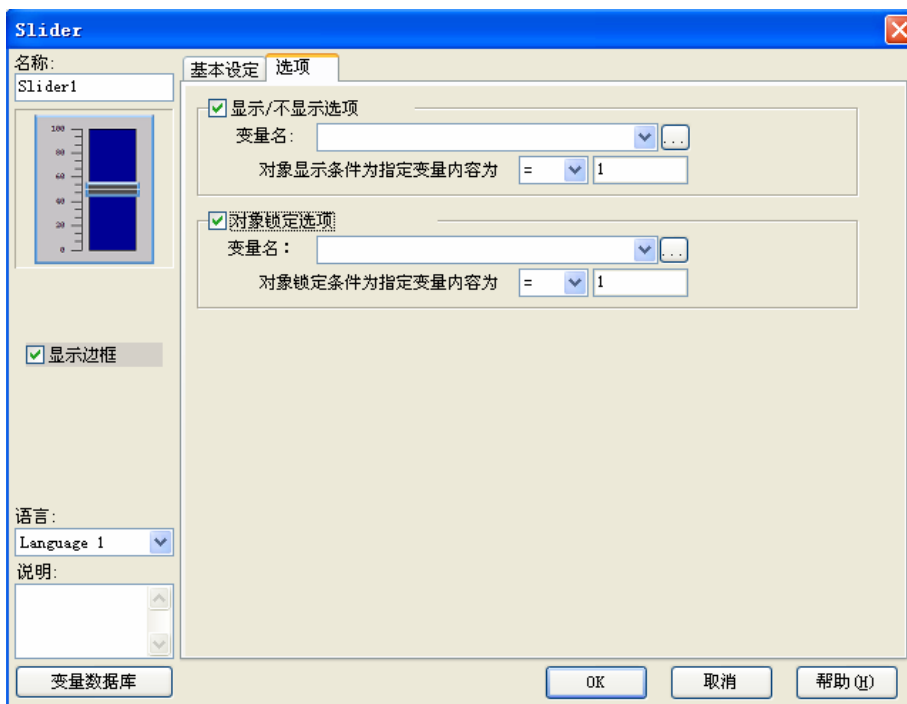 Slider
名称:
Slider1
100
80
60
40
20
0
显示边框
语言:
Language 1
说明:
变量数据库
基本设定 选项
显示/不显示选项
变量名:
...
对象显示条件为指定变量内容为 = 1
对象锁定选项
变量名：
...
对象锁定条件为指定变量内容为 = 1
OK 取消 帮助(H)